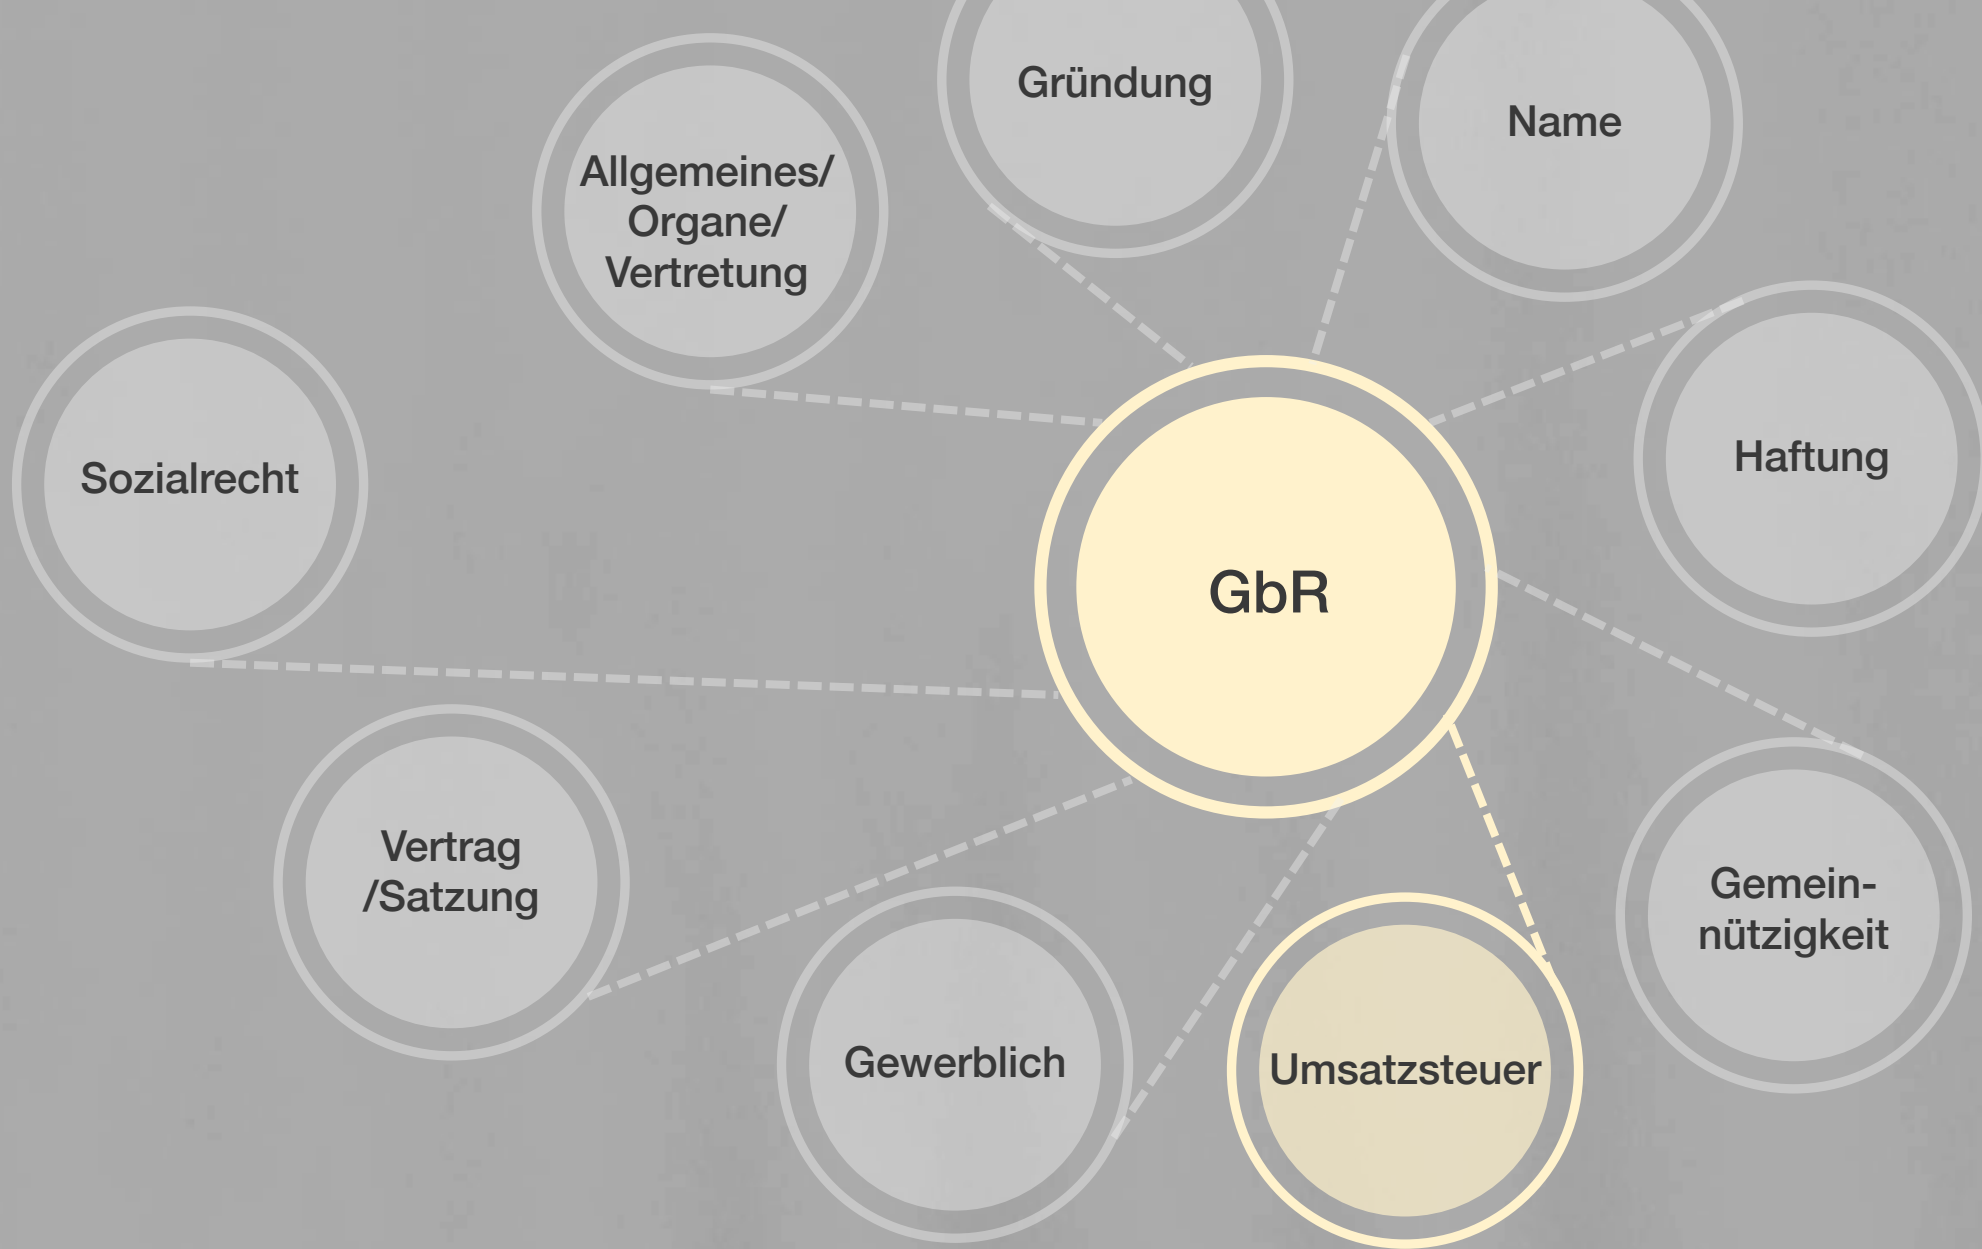 Gründung
Name
Allgemeines/
Organe/
Vertretung
Haftung
Sozialrecht
GbR
Vertrag
/Satzung
Gemein-
nützigkeit
Gewerblich
Umsatzsteuer